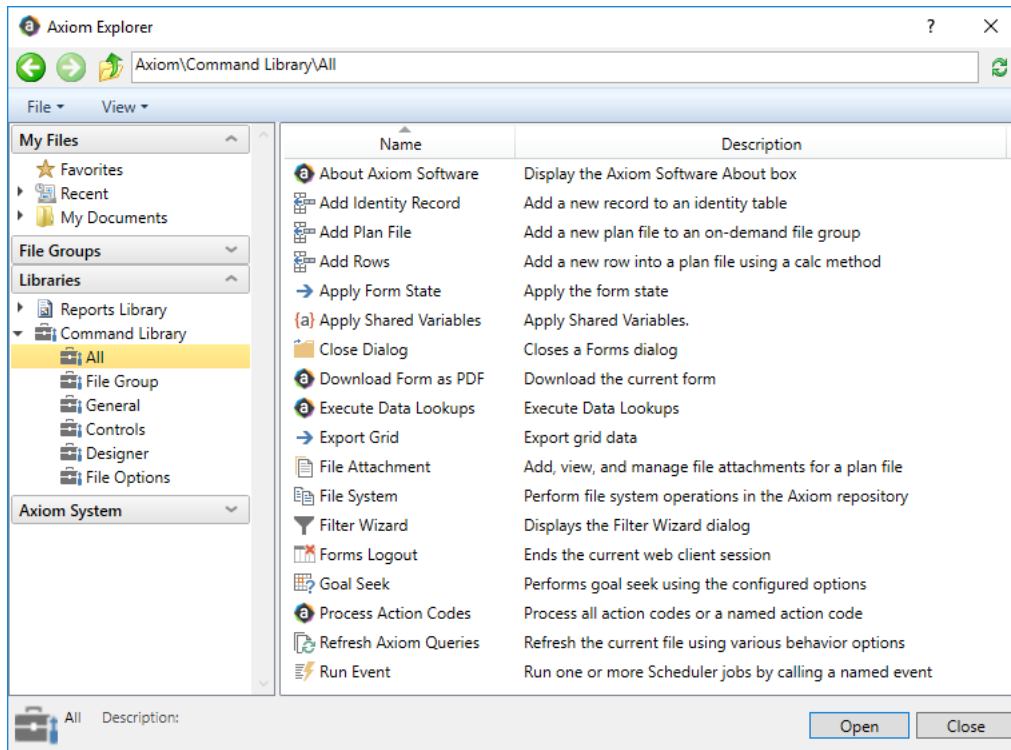 Axiom Explorer
?
Axiom\Command Library\All
File
View
My Files
Favorites
Recent
My Documents
File Groups
Libraries
Reports Library
Command Library
All
File Group
General
Controls
Designer
File Options
Axiom System
Name Description
About Axiom Software Display the Axiom Software About box
Add Identity Record Add a new record to an identity table
Add Plan File Add a new plan file to an on-demand file group
Add Rows Add a new row into a plan file using a calc method
Apply Form State Apply the form state
{a} Apply Shared Variables Apply Shared Variables.
Close Dialog Closes a Forms dialog
Download Form as PDF Download the current form
Execute Data Lookups Execute Data Lookups
Export Grid Export grid data
File Attachment Add, view, and manage file attachments for a plan file
File System Perform file system operations in the Axiom repository
Filter Wizard Displays the Filter Wizard dialog
Forms Logout Ends the current web client session
Goal Seek Performs goal seek using the configured options
Process Action Codes Process all action codes or a named action code
Refresh Axiom Queries Refresh the current file using various behavior options
Run Event Run one or more Scheduler jobs by calling a named event
All Description:
Open
Close